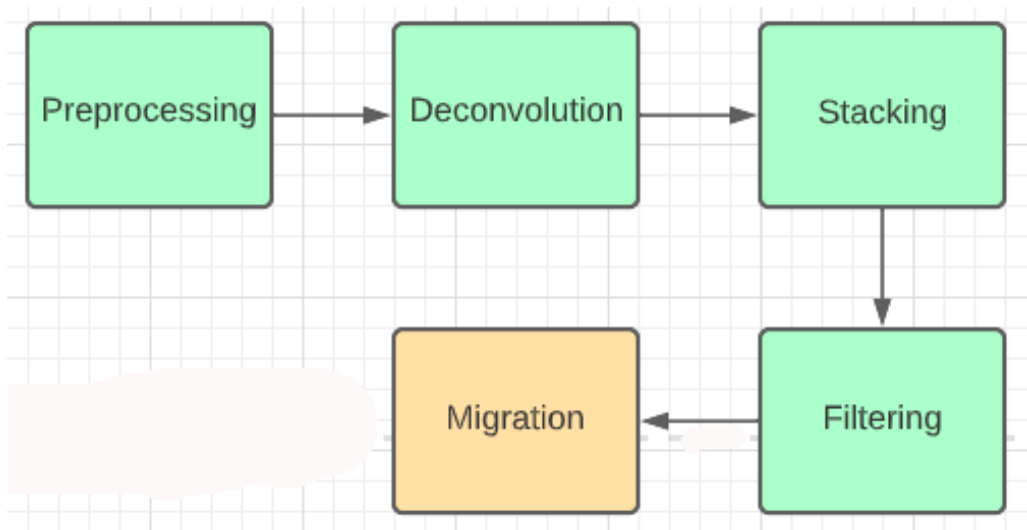 Preprocessing
Deconvolution
Stacking
Migration
Filtering